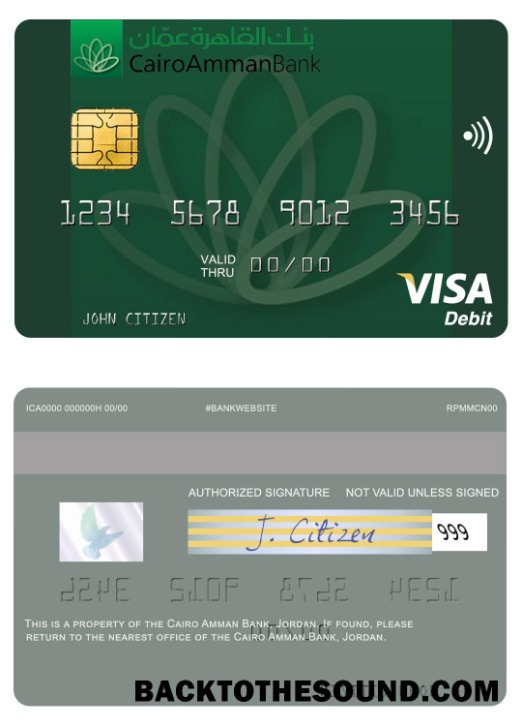 بنك القاهرة عمّان
CairoAmmanBank
1234 5678 9012 3456
VALID THRU 00/00
VISA
Debit
JOHN CITIZEN
ICA0000 000000H 00/00 #BANKWEBSITE RPMMCN00
AUTHORIZED SIGNATURE NOT VALID UNLESS SIGNED
J. Citizen 999
THIS IS A PROPERTY OF THE CAIRO AMMAN BANK, JORDAN. IF FOUND, PLEASE
RETURN TO THE NEAREST OFFICE OF THE CAIRO AMMAN BANK, JORDAN.
BACKTOTHESOUND.COM